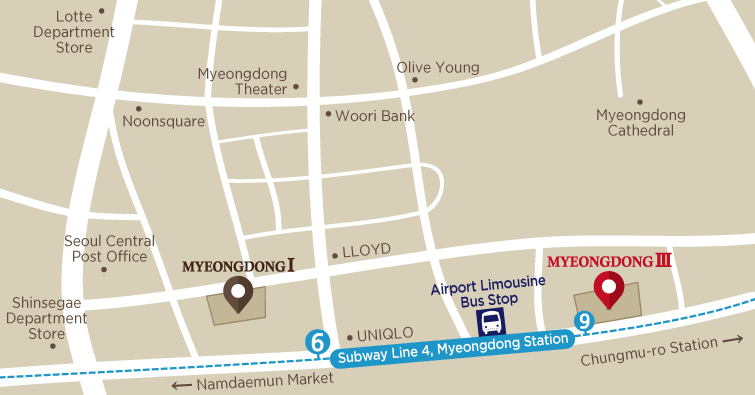 Lotte
Department
Store
Myeongdong
Theater
Olive Young
Noonsquare
Woori Bank
Myeongdong
Cathedral
Seoul Central
Post Office
MYEONGDONG I
LLOYD
MYEONGDONG III
Airport Limousine
Bus Stop
Shinsegae
Department
Store
6
UNIQLO
9
Subway Line 4, Myeongdong Station
Chungmu-ro Station →
← Namdaemun Market